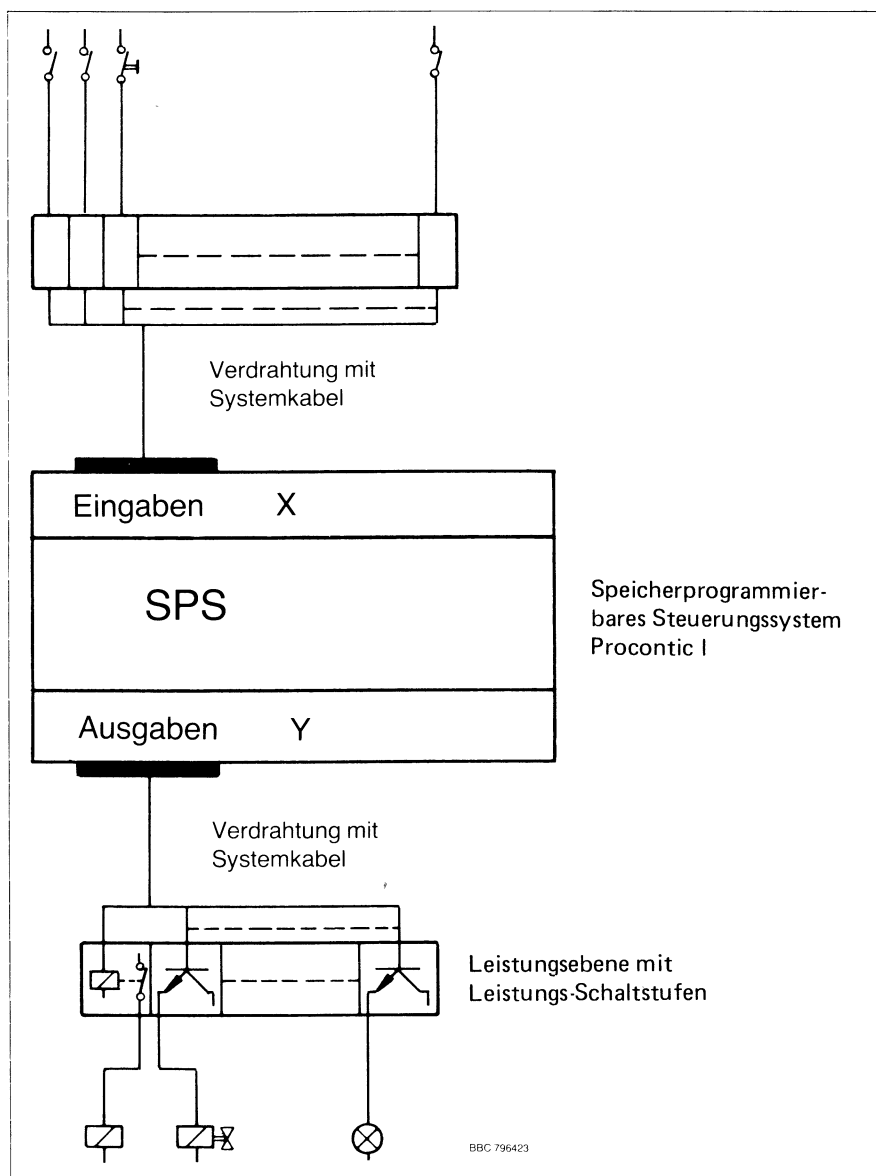 Verdrahtung mit
Systemkabel
Eingaben X
SPS
Speicherprogrammier-
bares Steuerungssystem
Procontic I
Ausgaben Y
Verdrahtung mit
Systemkabel
Leistungsebene mit
Leistungs-Schaltstufen
BBC 796423